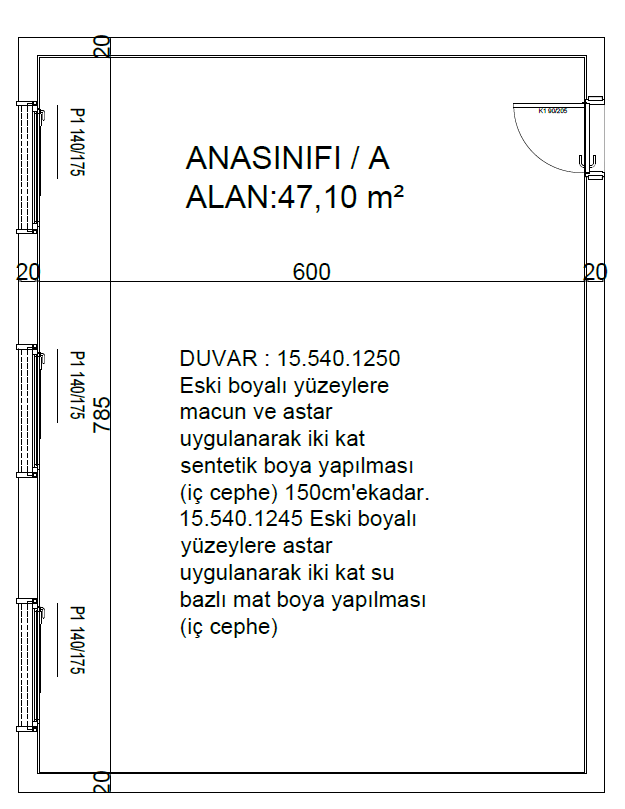 20
P1 140/175
K1 90/205
ANASINIFI / A
ALAN:47,10 m²
20
600
20
P1 140/175
785
DUVAR : 15.540.1250
Eski boyalı yüzeylere
macun ve astar
uygulanarak iki kat
sentetik boya yapılması
(iç cephe) 150cm'ekadar.
15.540.1245 Eski boyalı
yüzeylere astar
uygulanarak iki kat su
bazlı mat boya yapılması
(iç cephe)
P1 140/175
20